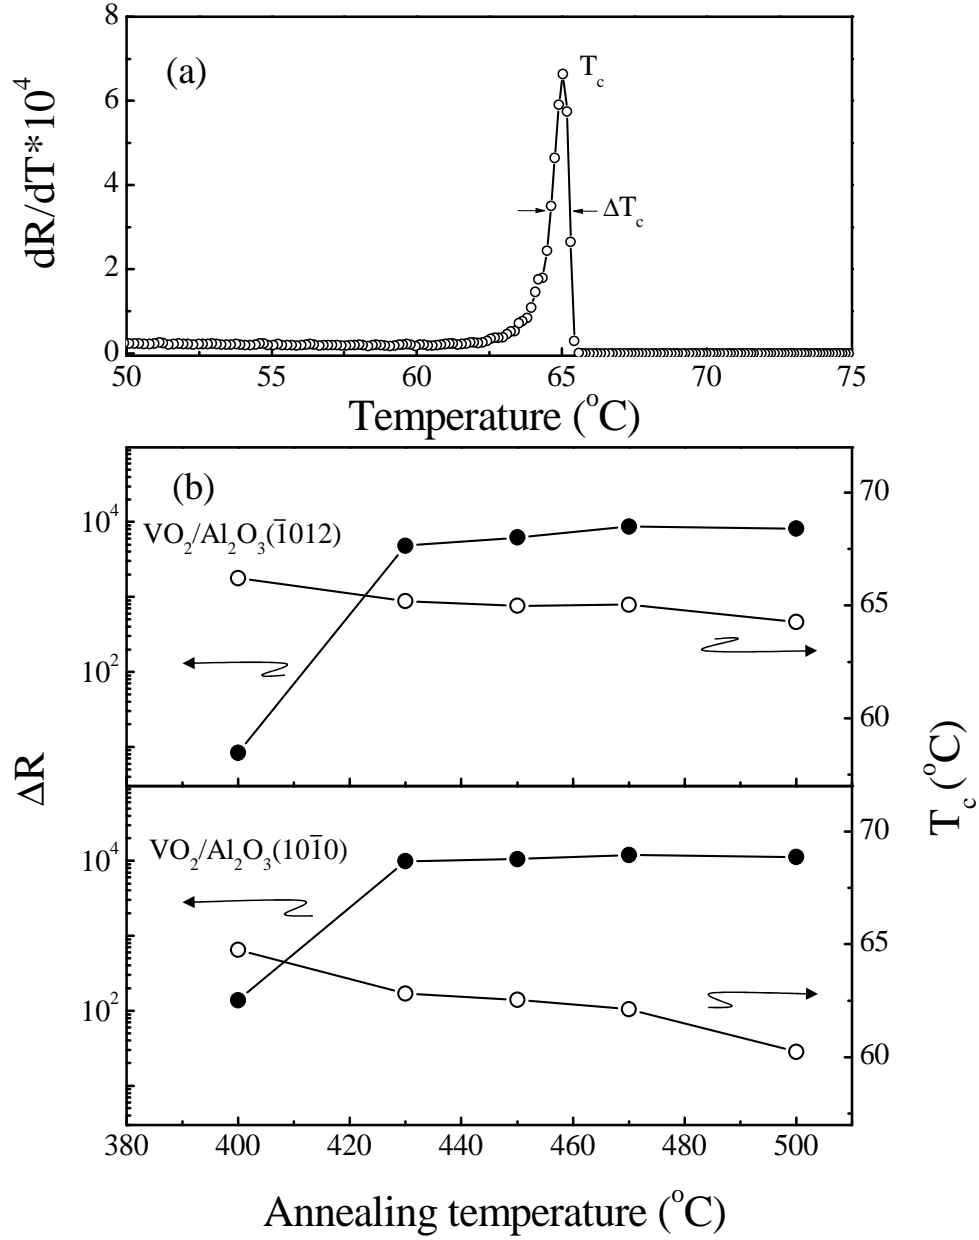 8
(a)
T_c
6
dR/dT*10^4
4
ΔT_c
2
0
50 55 60 65 70 75
Temperature (°C)
(b)
70
10^4
VO_2/Al_2O_3(1̅012)
65
10^2
60
ΔR
T_c (°C)
70
VO_2/Al_2O_3(101̅0)
10^4
65
10^2
60
380 400 420 440 460 480 500
Annealing temperature (°C)